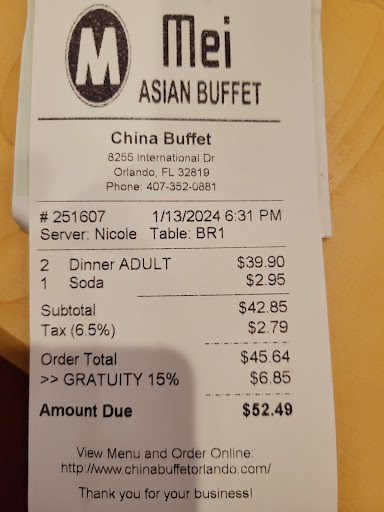 M Mei
ASIAN BUFFET
China Buffet
8255 International Dr
Orlando, FL 32819
Phone: 407-352-0881
# 251607 1/13/2024 6:31 PM
Server: Nicole Table: BR1
2 Dinner ADULT $39.90
1 Soda $2.95
Subtotal $42.85
Tax (6.5%) $2.79
Order Total $45.64
>> GRATUITY 15% $6.85
Amount Due $52.49
View Menu and Order Online:
http://www.chinabuffetorlando.com/
Thank you for your business!